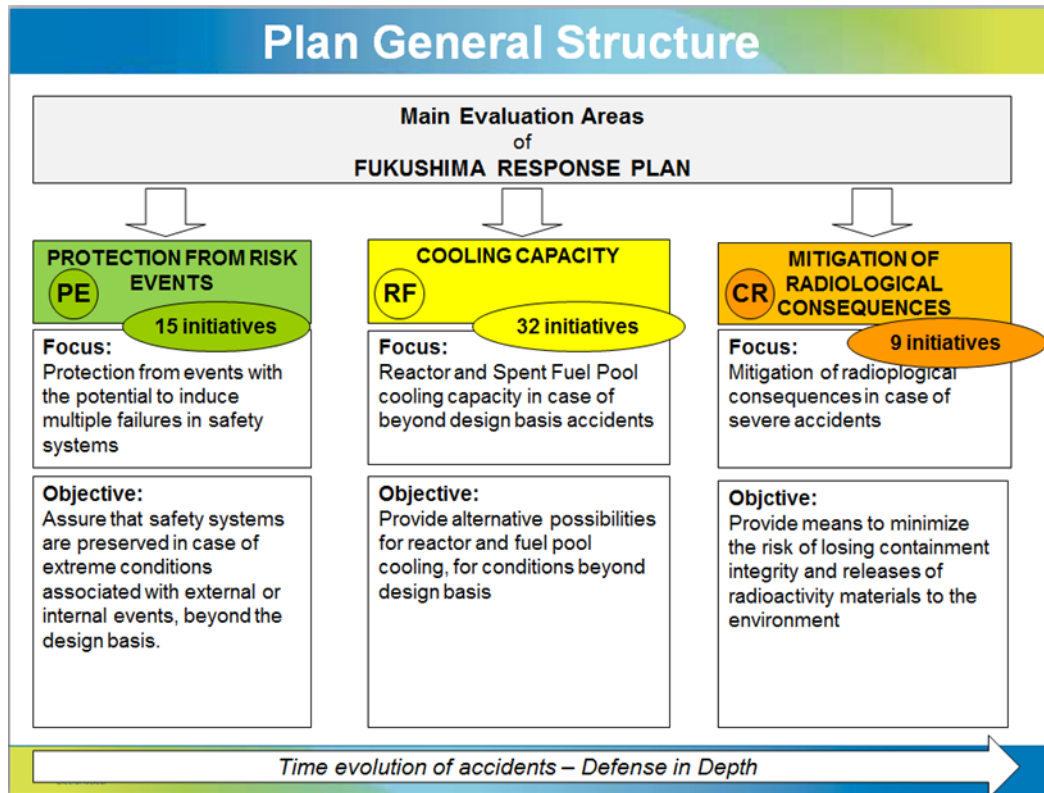 Plan General Structure
Main Evaluation Areas
of
FUKUSHIMA RESPONSE PLAN
PROTECTION FROM RISK
EVENTS
PE
15 initiatives
Focus:
Protection from events with
the potential to induce
multiple failures in safety
systems
Objective:
Assure that safety systems
are preserved in case of
extreme conditions
associated with external or
internal events, beyond the
design basis.
COOLING CAPACITY
RF
32 initiatives
Focus:
Reactor and Spent Fuel Pool
cooling capacity in case of
beyond design basis accidents
Objective:
Provide alternative possibilities
for reactor and fuel pool
cooling, for conditions beyond
design basis
MITIGATION OF
RADIOLOGICAL
CONSEQUENCES
CR
9 initiatives
Focus:
Mitigation of radioplogical
consequences in case of
severe accidents
Objctive:
Provide means to minimize
the risk of losing containment
integrity and releases of
radioactivity materials to the
environment
Time evolution of accidents – Defense in Depth